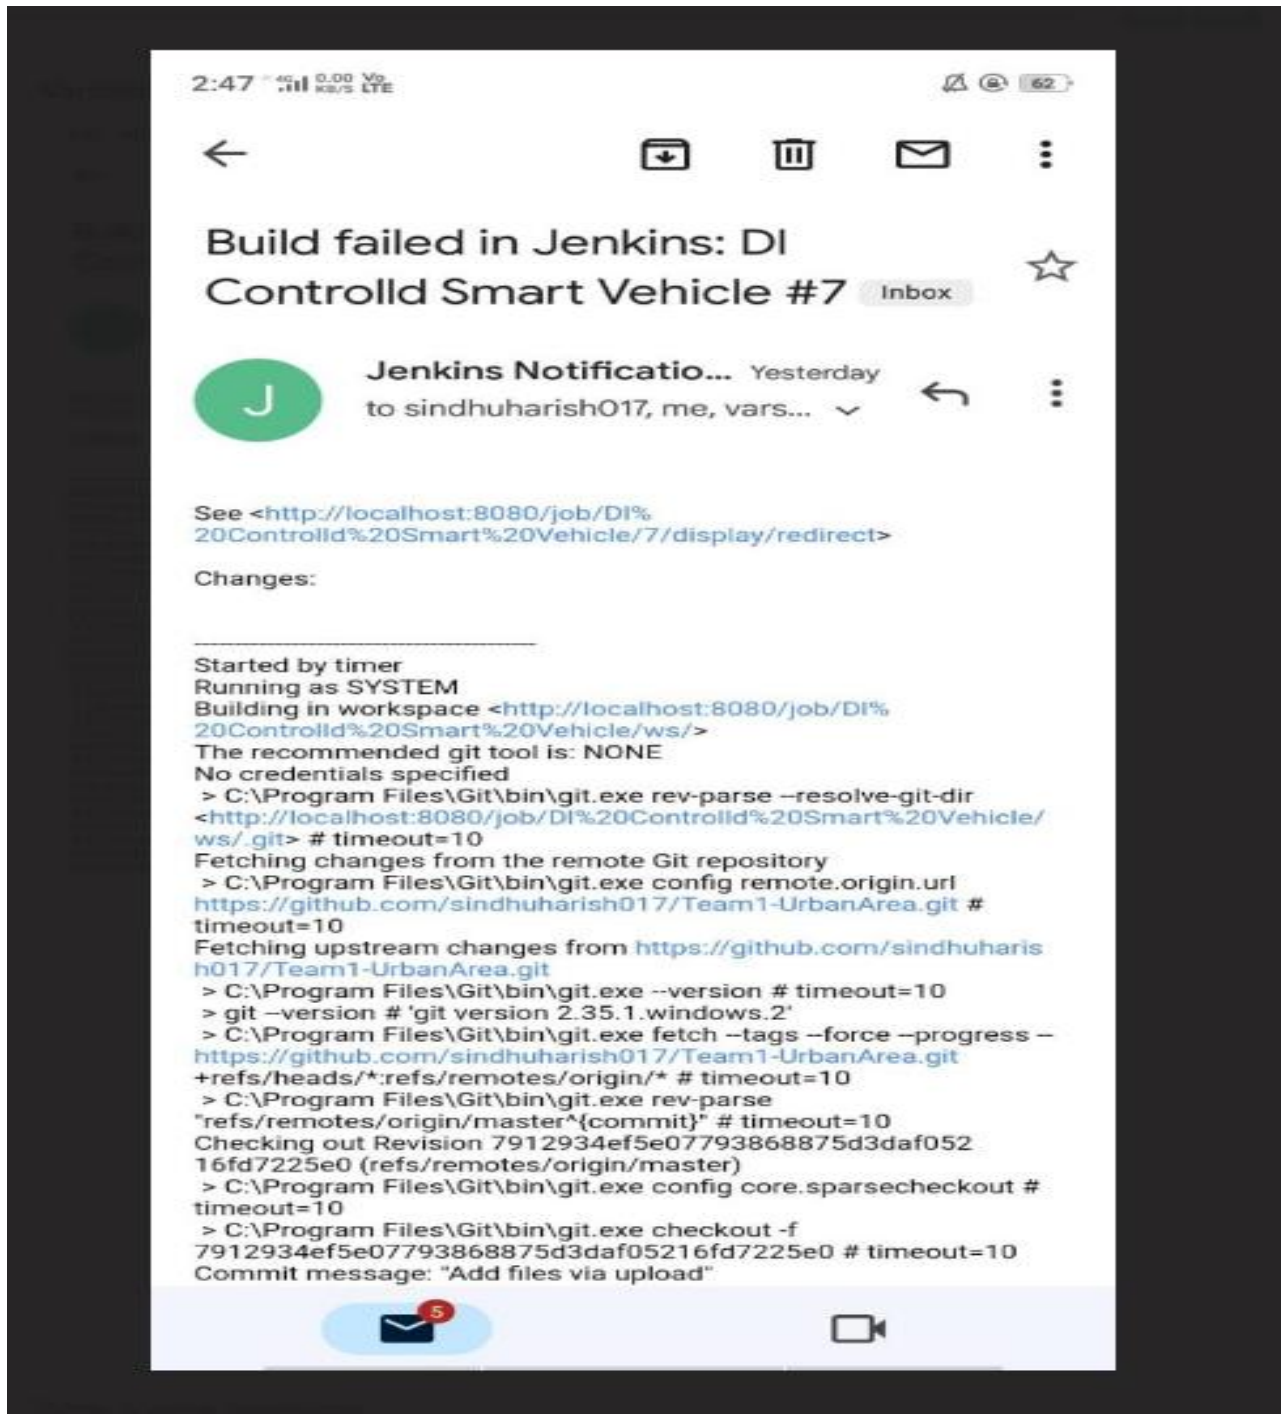 2:47 4G 0.00 KB/S Vo LTE 62
Build failed in Jenkins: DI
Controlld Smart Vehicle #7 Inbox
J
Jenkins Notificatio... Yesterday
to sindhuharish017, me, vars...
See <http://localhost:8080/job/DI%
20Controlld%20Smart%20Vehicle/7/display/redirect>
Changes:
------------------------------------------
Started by timer
Running as SYSTEM
Building in workspace <http://localhost:8080/job/DI%
20Controlld%20Smart%20Vehicle/ws/>
The recommended git tool is: NONE
No credentials specified
> C:\Program Files\Git\bin\git.exe rev-parse --resolve-git-dir
<http://localhost:8080/job/DI%20Controlld%20Smart%20Vehicle/
ws/.git> # timeout=10
Fetching changes from the remote Git repository
> C:\Program Files\Git\bin\git.exe config remote.origin.url
https://github.com/sindhuharish017/Team1-UrbanArea.git #
timeout=10
Fetching upstream changes from https://github.com/sindhuharis
h017/Team1-UrbanArea.git
> C:\Program Files\Git\bin\git.exe --version # timeout=10
> git --version # 'git version 2.35.1.windows.2'
> C:\Program Files\Git\bin\git.exe fetch --tags --force --progress --
https://github.com/sindhuharish017/Team1-UrbanArea.git
+refs/heads/*:refs/remotes/origin/* # timeout=10
> C:\Program Files\Git\bin\git.exe rev-parse
"refs/remotes/origin/master^{commit}" # timeout=10
Checking out Revision 7912934ef5e07793868875d3daf052
16fd7225e0 (refs/remotes/origin/master)
> C:\Program Files\Git\bin\git.exe config core.sparsecheckout #
timeout=10
> C:\Program Files\Git\bin\git.exe checkout -f
7912934ef5e07793868875d3daf05216fd7225e0 # timeout=10
Commit message: "Add files via upload"
5